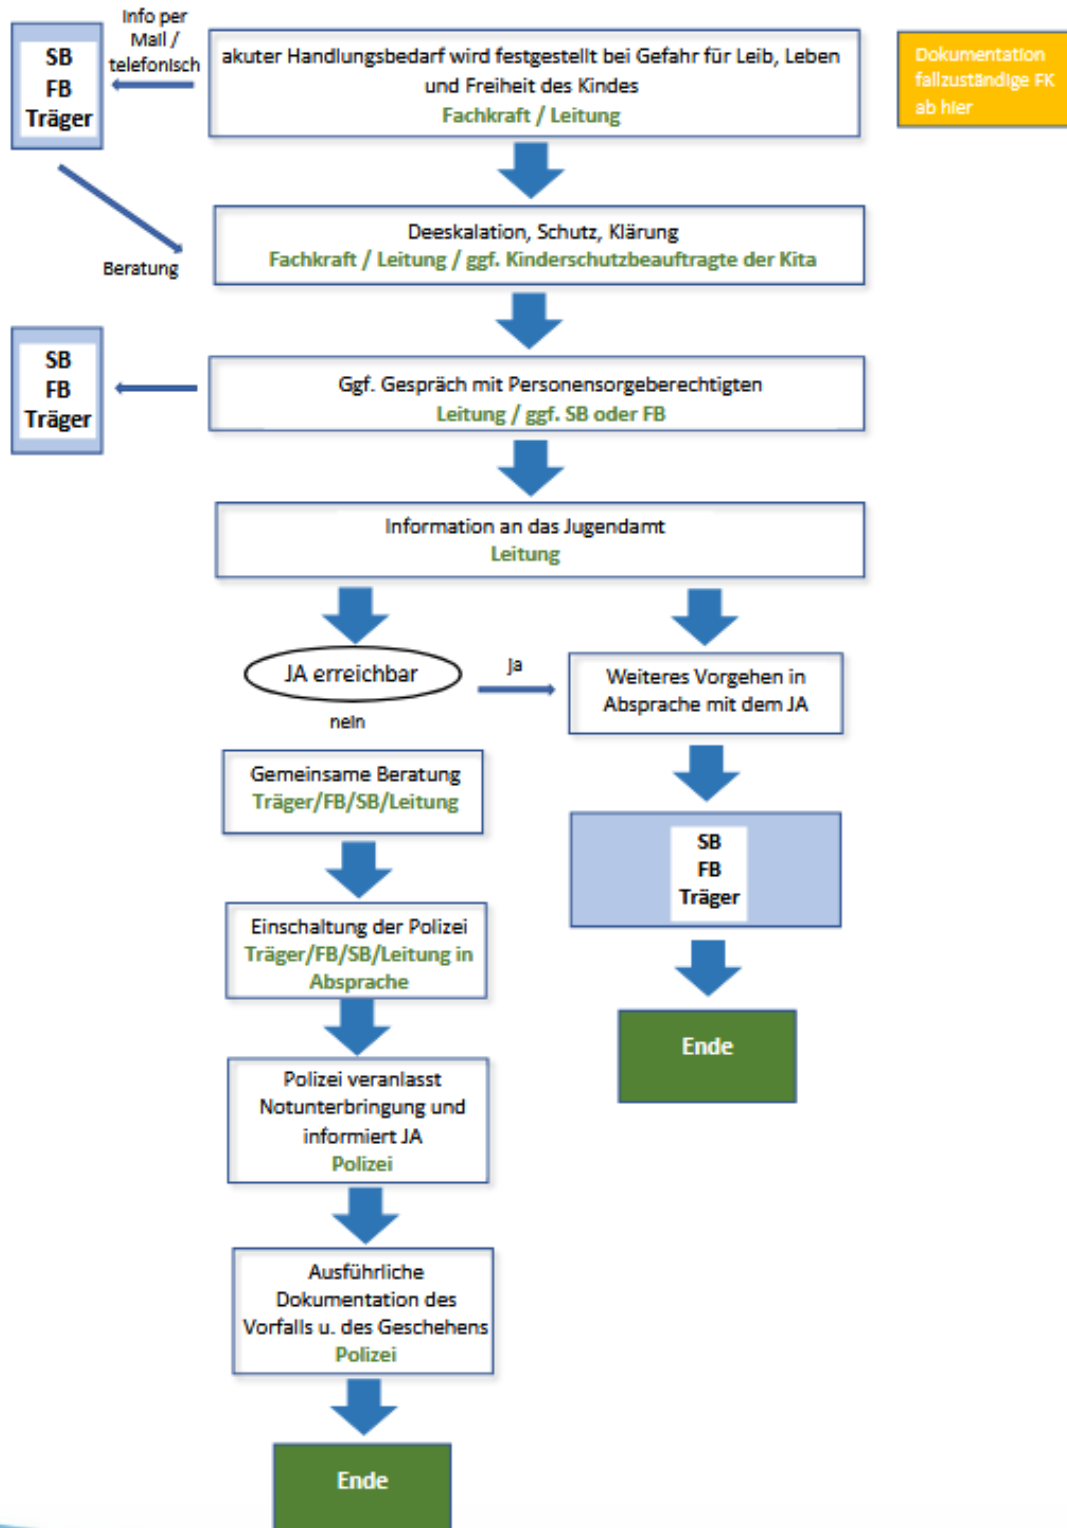 Info per
Mail /
telefonisch
SB
FB
Träger
akuter Handlungsbedarf wird festgestellt bei Gefahr für Leib, Leben
und Freiheit des Kindes
Fachkraft / Leitung
Dokumentation
fallzuständige FK
ab hier
Deeskalation, Schutz, Klärung
Fachkraft / Leitung / ggf. Kinderschutzbeauftragte der Kita
Beratung
SB
FB
Träger
Ggf. Gespräch mit Personensorgeberechtigten
Leitung / ggf. SB oder FB
Information an das Jugendamt
Leitung
JA erreichbar
Ja
nein
Weiteres Vorgehen in
Absprache mit dem JA
Gemeinsame Beratung
Träger/FB/SB/Leitung
SB
FB
Träger
Einschaltung der Polizei
Träger/FB/SB/Leitung in
Absprache
Ende
Polizei veranlasst
Notunterbringung und
informiert JA
Polizei
Ausführliche
Dokumentation des
Vorfalls u. des Geschehens
Polizei
Ende